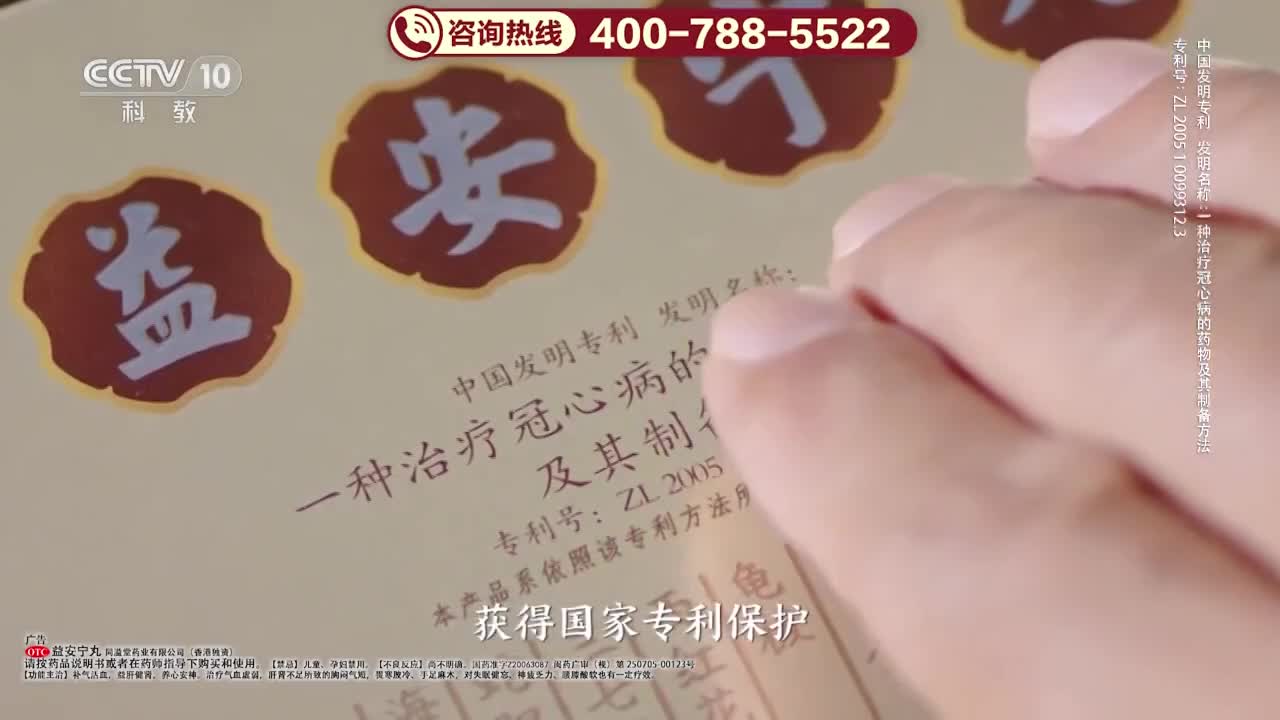 咨询热线 400-788-5522
CCTV 10
科教
中国发明专利 发明名称：一种治疗冠心病的药物及其制备方法
专利号：ZL 2005 1 0099312.3
益安宁
中国发明专利 发明名称：
一种治疗冠心病的
及其制
专利号：ZL 2005
本产品系依照该专利方法所
龟
红花
七
海
获得国家专利保护
广告
OTC 益安宁丸 同溢堂药业有限公司（香港独资）
请按药品说明书或者在药师指导下购买和使用。【禁忌】儿童、孕妇禁用。【不良反应】尚不明确。国药准字Z20063087 闽药广审（视）第250705-00123号
【功能主治】补气活血，益肝健肾，养心安神。治疗气血虚弱，肝肾不足所致的胸闷气短，畏寒肢冷、手足麻木，对失眠健忘、神疲乏力、腰膝酸软也有一定疗效。